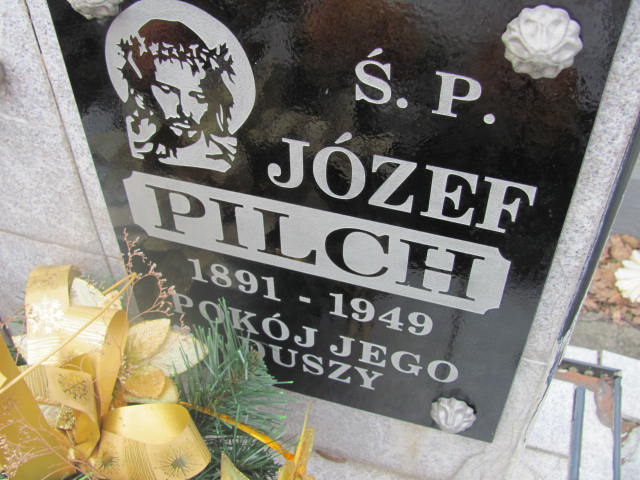 Ś. P.
JÓZEF
PILCH
1891 - 1949
POKÓJ JEGO
DUSZY